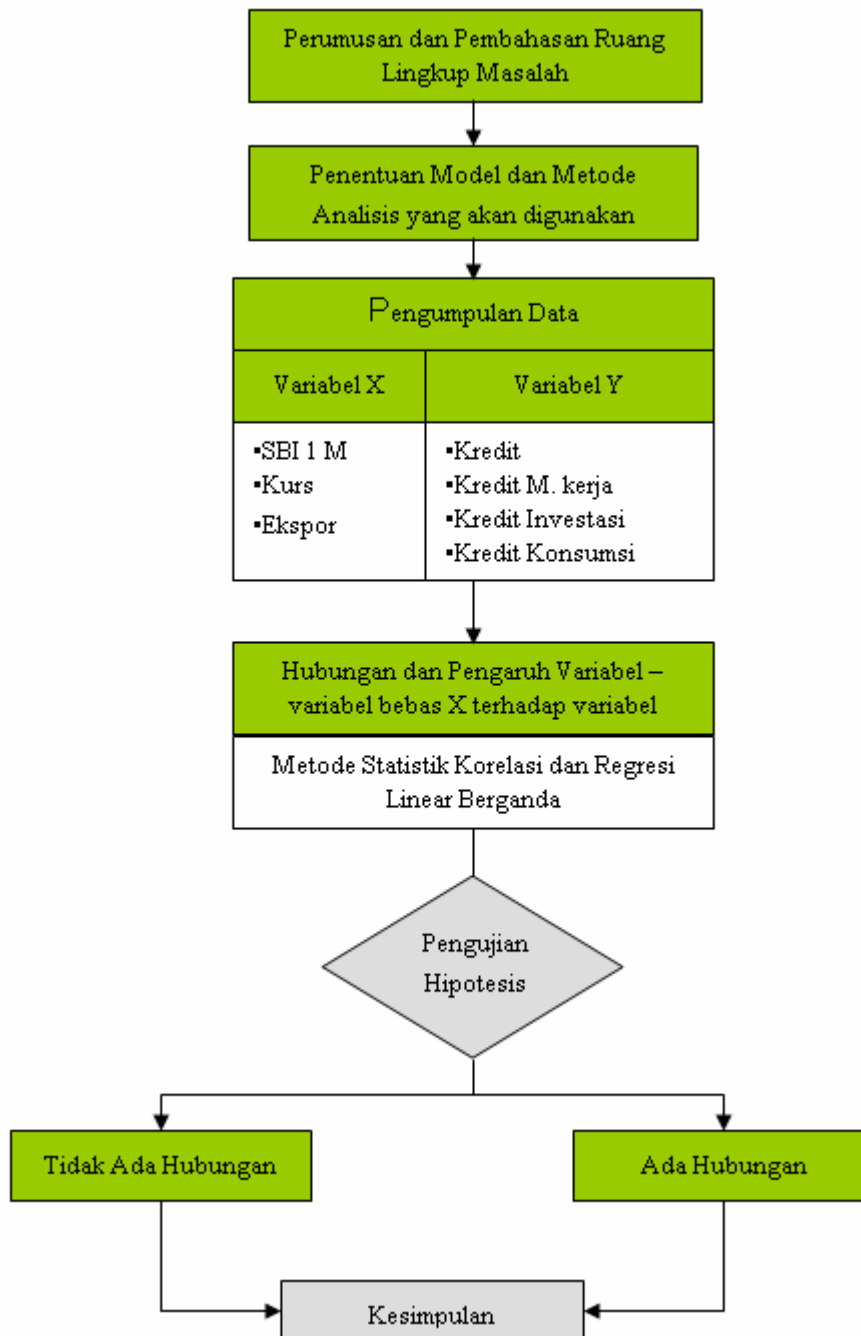 Perumusan dan Pembahasan Ruang
Lingkup Masalah
Penentuan Model dan Metode
Analisis yang akan digunakan
Pengumpulan Data
Variabel X
Variabel Y
▪SBI 1 M
▪Kurs
▪Ekspor
▪Kredit
▪Kredit M. kerja
▪Kredit Investasi
▪Kredit Konsumsi
Hubungan dan Pengaruh Variabel –
variabel bebas X terhadap variabel
Metode Statistik Korelasi dan Regresi
Linear Berganda
Pengujian
Hipotesis
Tidak Ada Hubungan
Ada Hubungan
Kesimpulan